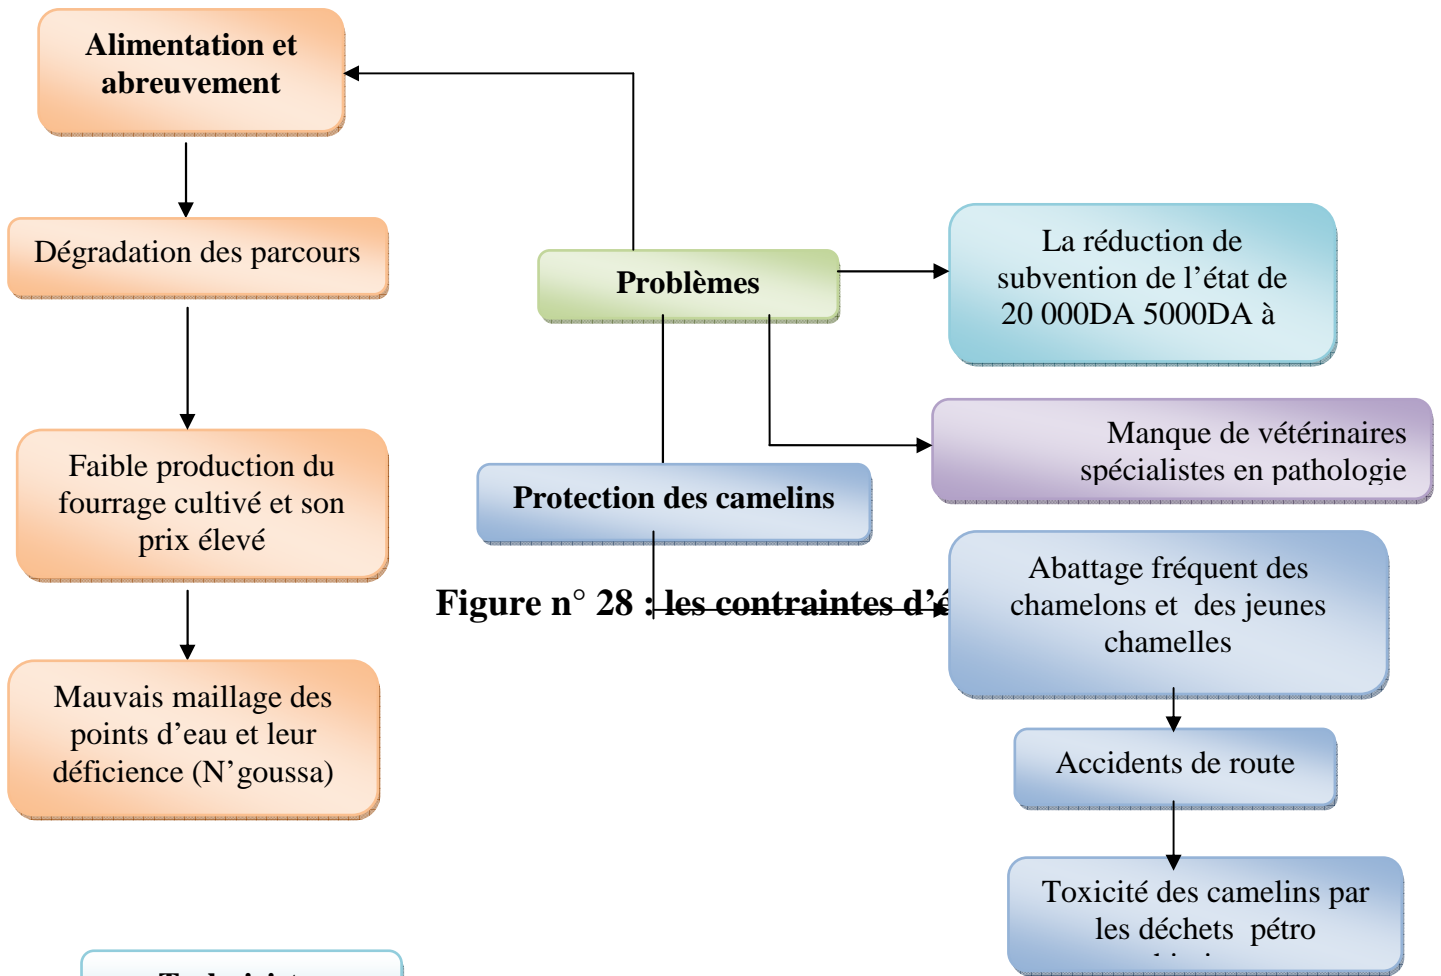 Alimentation et
abreuvement
Dégradation des parcours
Faible production du
fourrage cultivé et son
prix élevé
Mauvais maillage des
points d’eau et leur
déficience (N’goussa)
Problèmes
La réduction de
subvention de l’état de
20 000DA 5000DA à
Manque de vétérinaires
spécialistes en pathologie
Protection des camelins
Figure n° 28 : les contraintes
Abattage fréquent des
chamelons et des jeunes
chamelles
Accidents de route
Toxicité des camelins par
les déchets pétro